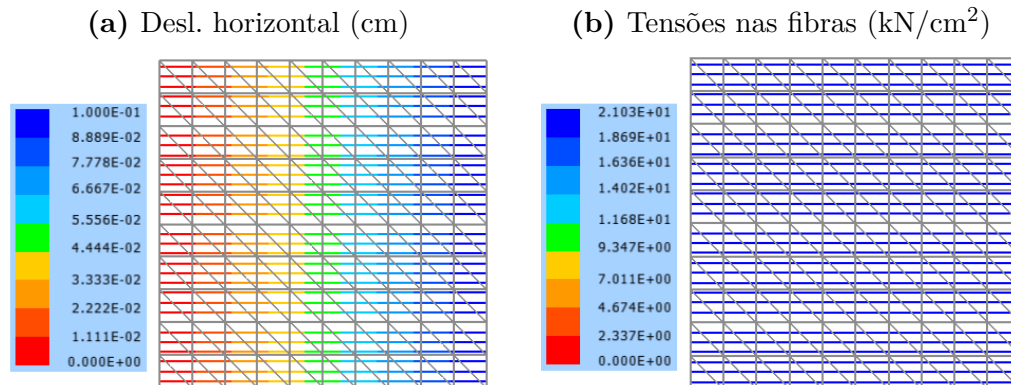 (a) Desl. horizontal (cm)
(b) Tensões nas fibras (kN/cm²)
1.000E-01
8.889E-02
7.778E-02
6.667E-02
5.556E-02
4.444E-02
3.333E-02
2.222E-02
1.111E-02
0.000E+00
2.103E+01
1.869E+01
1.636E+01
1.402E+01
1.168E+01
9.347E+00
7.011E+00
4.674E+00
2.337E+00
0.000E+00